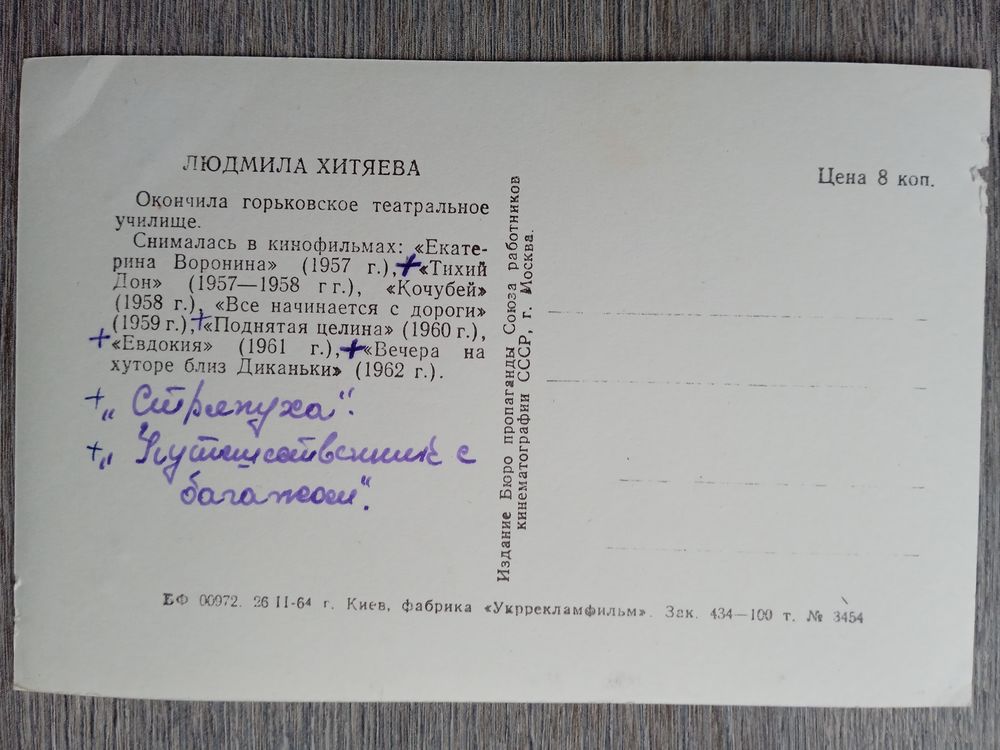 ЛЮДМИЛА ХИТЯЕВА
Окончила горьковское театральное
училище.
Снималась в кинофильмах: «Екате-
рина Воронина» (1957 г.), +«Тихий
Дон» (1957—1958 гг.), «Кочубей»
(1958 г.), «Все начинается с дороги»
(1959 г.), +«Поднятая целина» (1960 г.),
+«Евдокия» (1961 г.), +«Вечера на
хуторе близ Диканьки» (1962 г.).
+„Стряпуха".
+„Путешественник с
багажом".
Издание Бюро пропаганды Союза работников
кинематографии СССР, г. Москва.
Цена 8 коп.
БФ 00972. 26 II-64 г. Киев, фабрика «Укррекламфильм». Зак. 434—100 т. № 3454